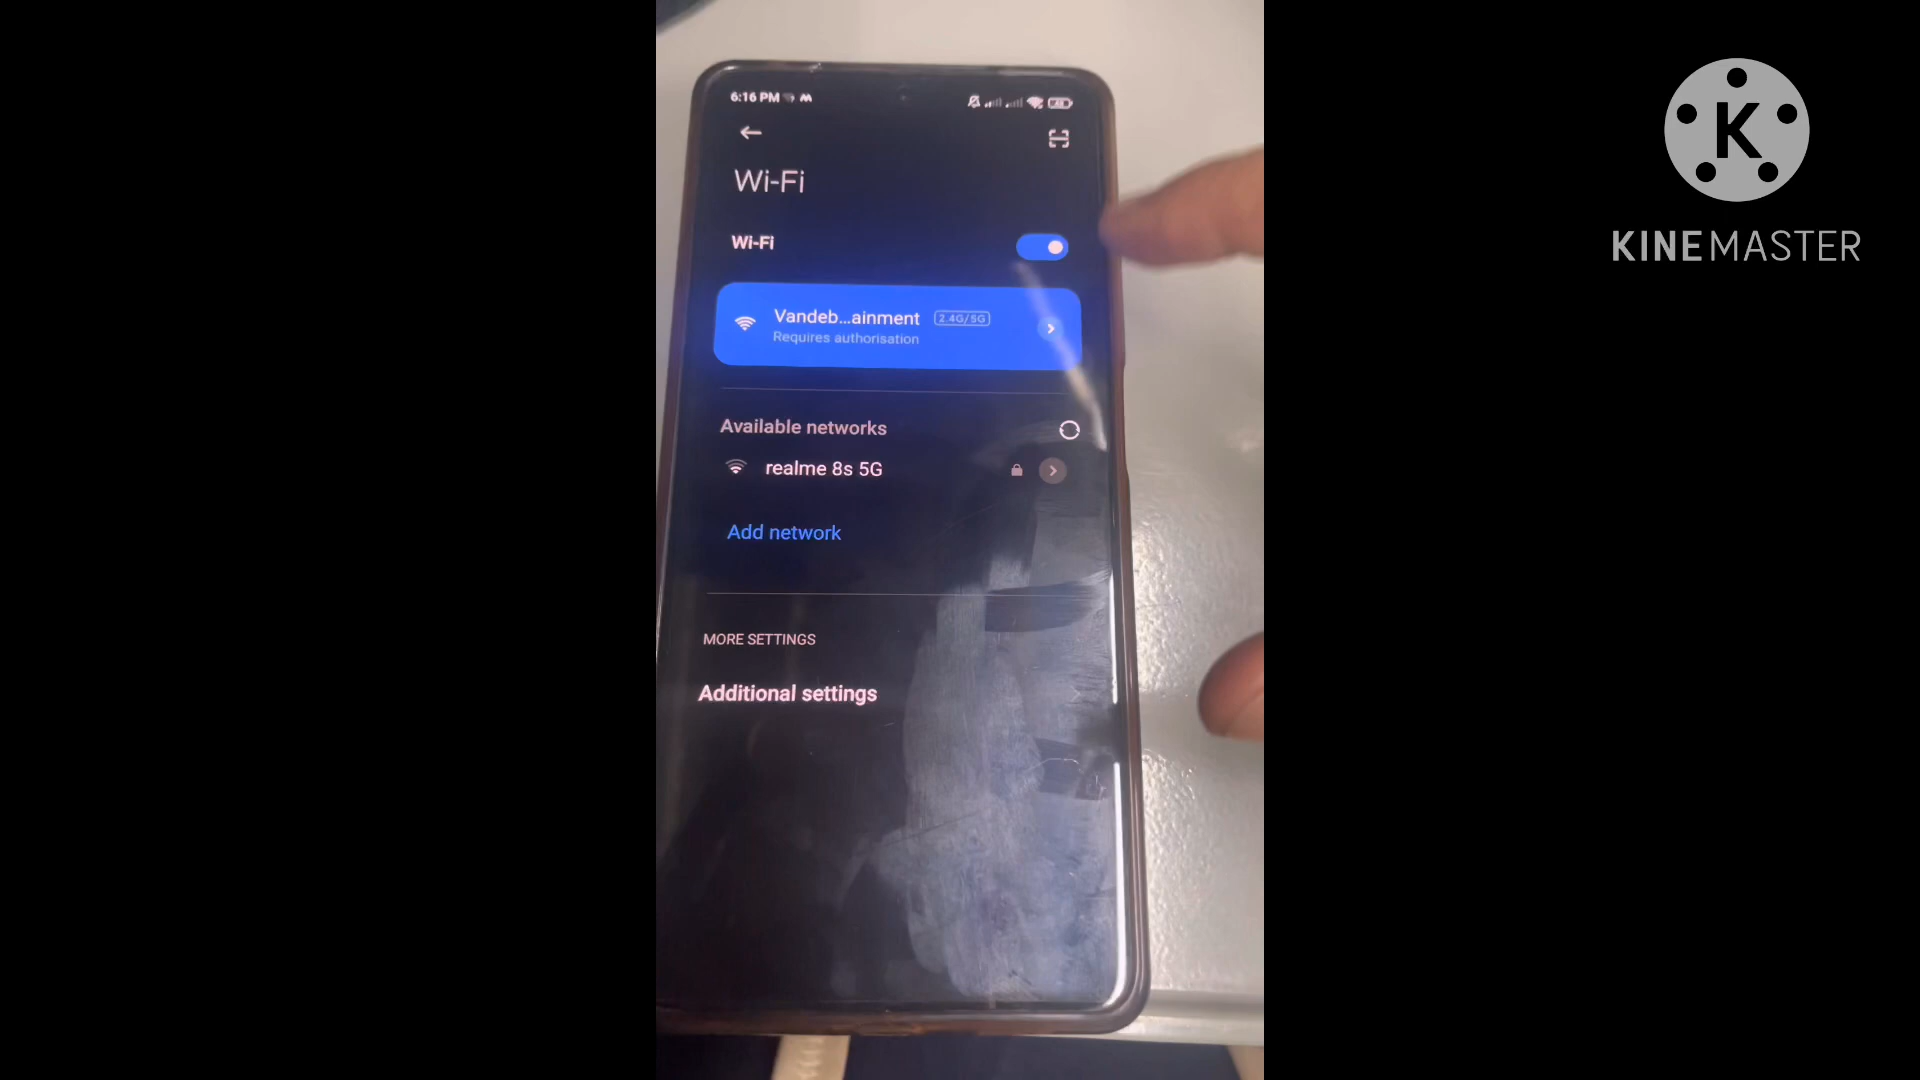 6:16 PM
Wi-Fi
Wi-Fi
Vandeb...ainment 2.4G/5G
Requires authorisation
Available networks
realme 8s 5G
Add network
MORE SETTINGS
Additional settings
K
KINEMASTER